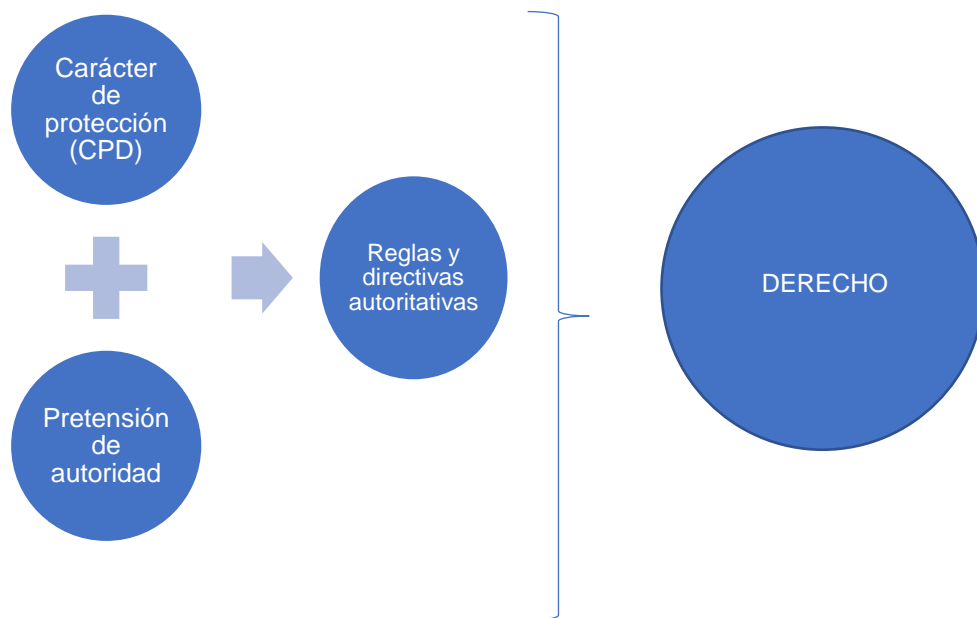 Carácter
de
protección
(CPD)
Pretensión
de
autoridad
Reglas y
directivas
autoritativas
DERECHO